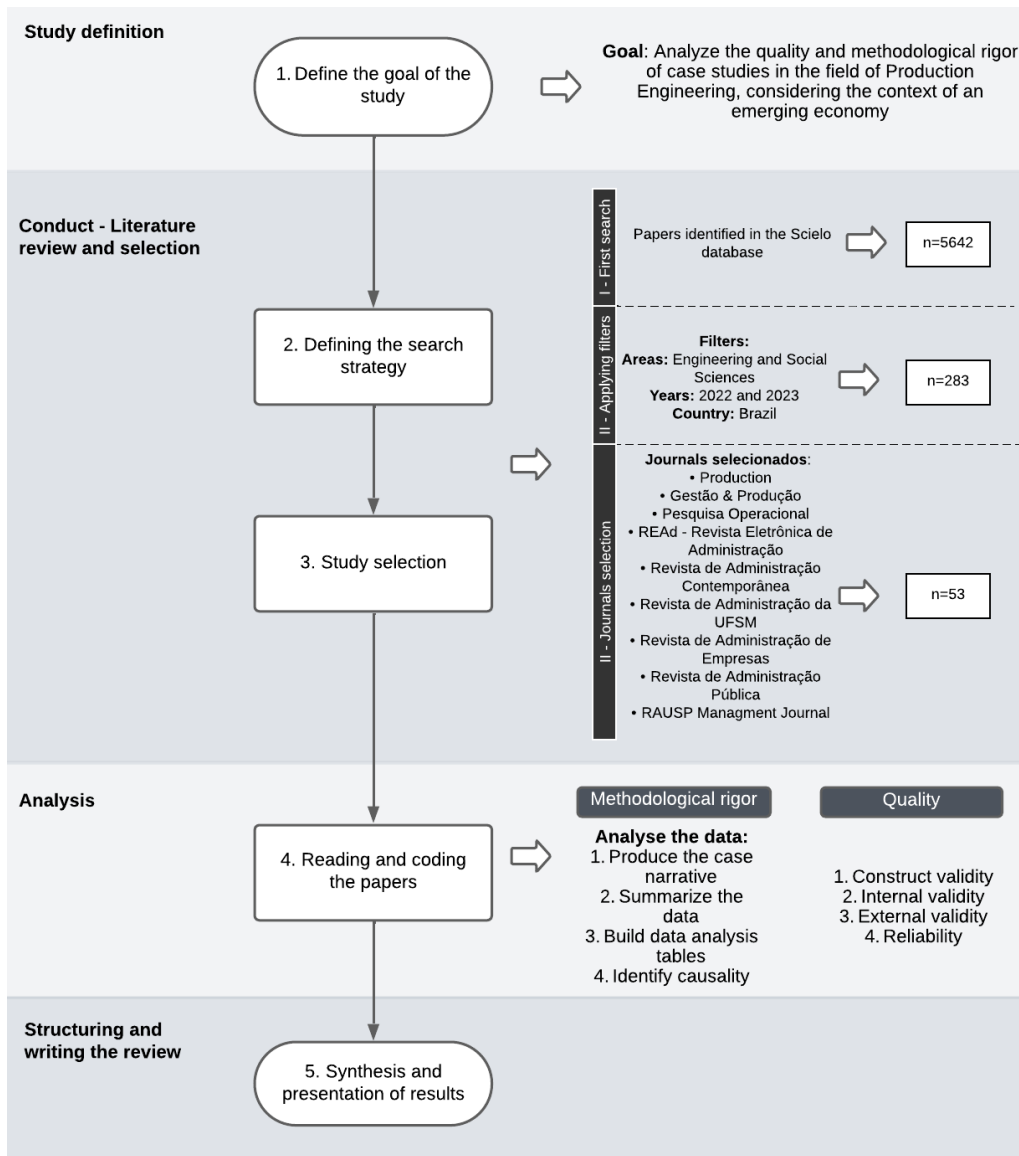 Study definition
1. Define the goal of the
study
Goal: Analyze the quality and methodological rigor
of case studies in the field of Production
Engineering, considering the context of an
emerging economy
Conduct - Literature
review and selection
2. Defining the search
strategy
3. Study selection
I - First search
Papers identified in the Scielo
database
n=5642
II - Applying filters
Filters:
Areas: Engineering and Social
Sciences
Years: 2022 and 2023
Country: Brazil
n=283
II - Journals selection
Journals selecionados:
• Production
• Gestão & Produção
• Pesquisa Operacional
• REAd - Revista Eletrônica de
Administração
• Revista de Administração
Contemporânea
• Revista de Administração da
UFSM
• Revista de Administração de
Empresas
• Revista de Administração
Pública
• RAUSP Managment Journal
n=53
Analysis
4. Reading and coding
the papers
Methodological rigor
Analyse the data:
1. Produce the case
narrative
2. Summarize the
data
3. Build data analysis
tables
4. Identify causality
Quality
1. Construct validity
2. Internal validity
3. External validity
4. Reliability
Structuring and
writing the review
5. Synthesis and
presentation of results